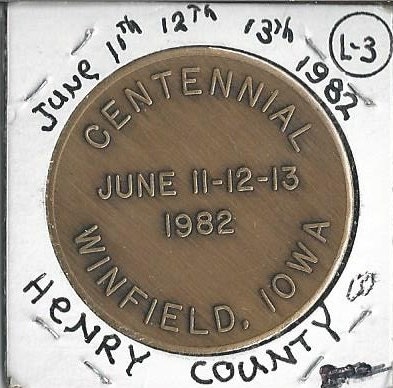 June 11th 12th 13th 1982
L-3
CENTENNIAL
JUNE 11-12-13
1982
WINFIELD, IOWA
HENRY COUNTY